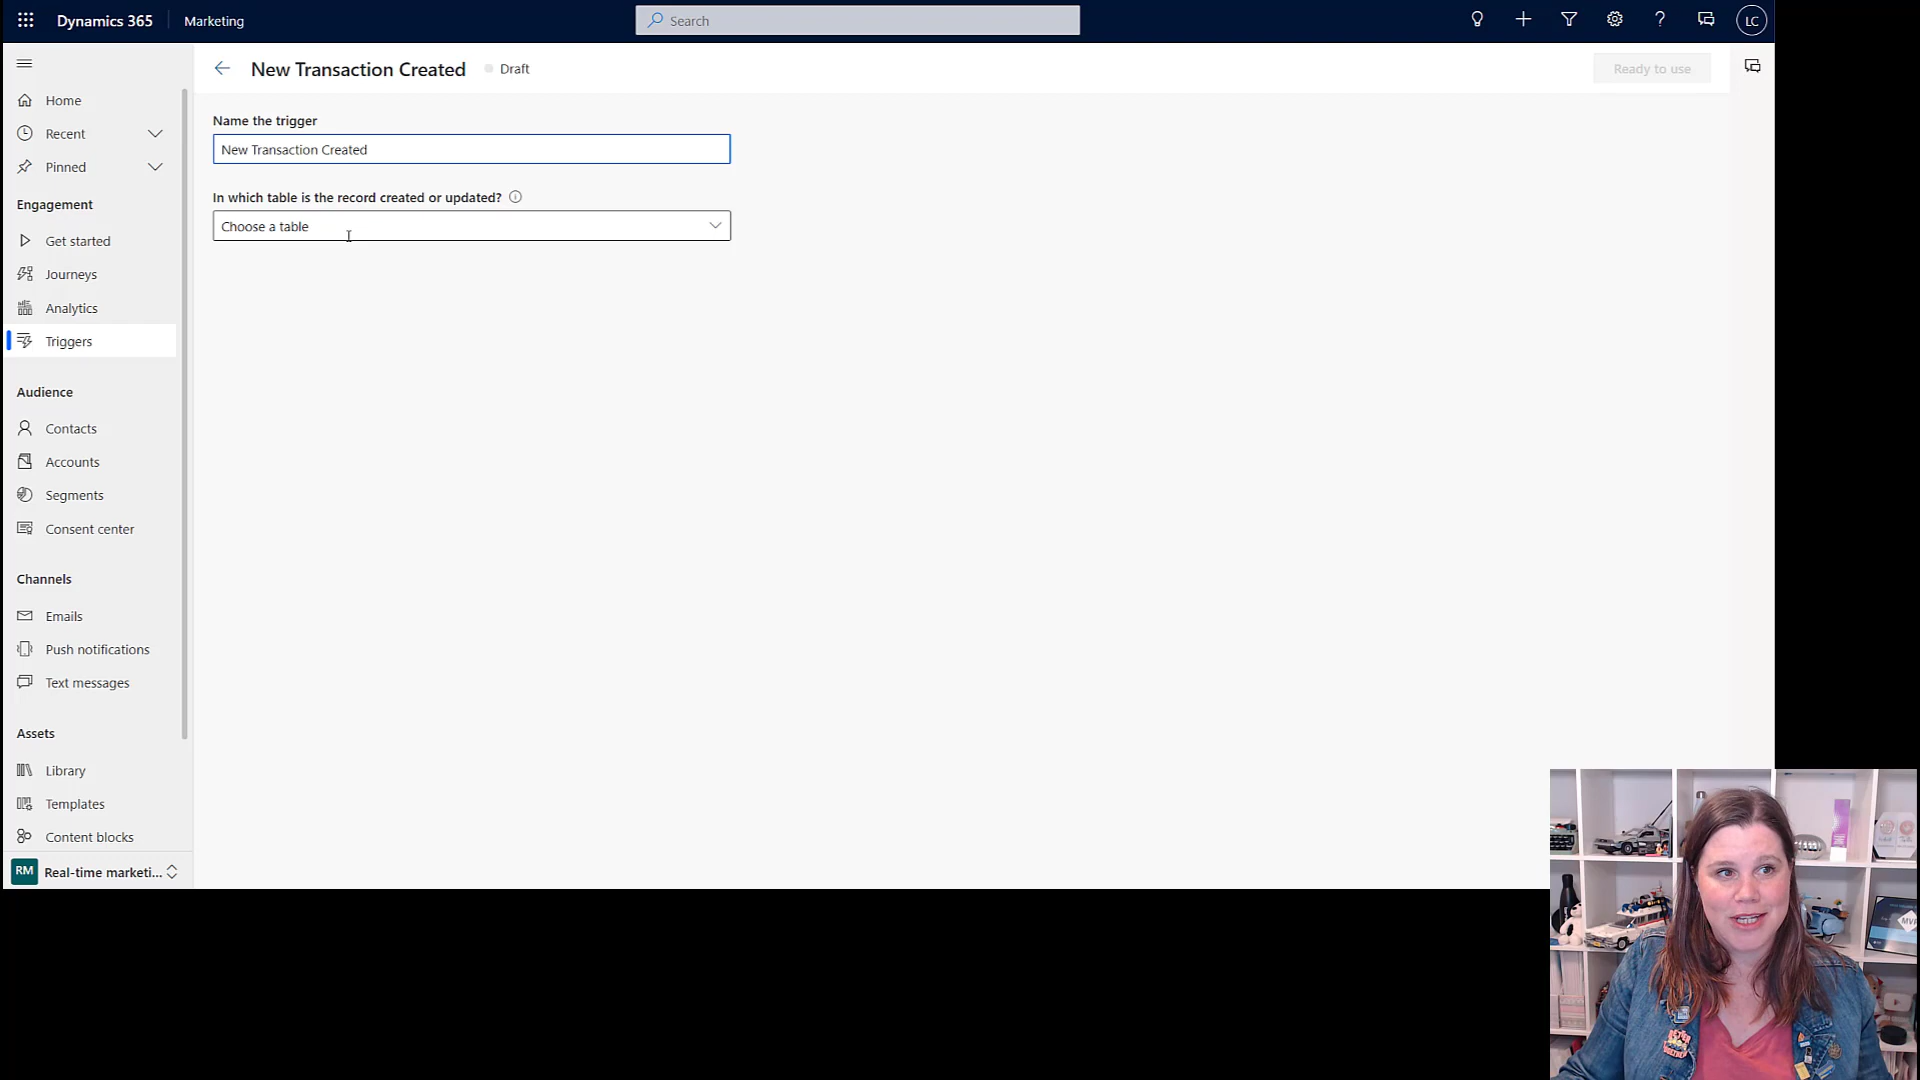 Dynamics 365
Marketing
Search
LC
New Transaction Created
Draft
Ready to use
Home
Recent
Pinned
Engagement
Get started
Journeys
Analytics
Triggers
Audience
Contacts
Accounts
Segments
Consent center
Channels
Emails
Push notifications
Text messages
Assets
Library
Templates
Content blocks
RM
Real-time marketi...
Name the trigger
New Transaction Created
In which table is the record created or updated?
Choose a table
MVP